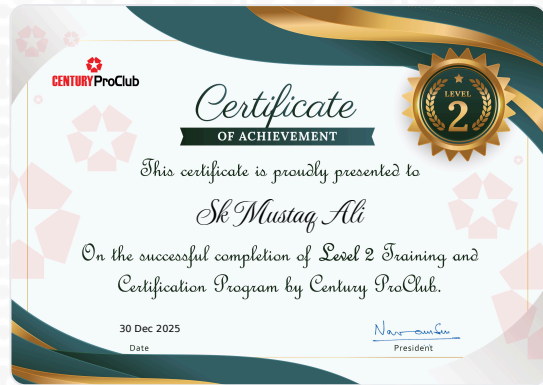 CENTURY ProClub
LEVEL
2
Certificate
OF ACHIEVEMENT
This certificate is proudly presented to
Sk Mustaq Ali
On the successful completion of Level 2 Training and
Certification Program by Century ProClub.
30 Dec 2025
Date
President